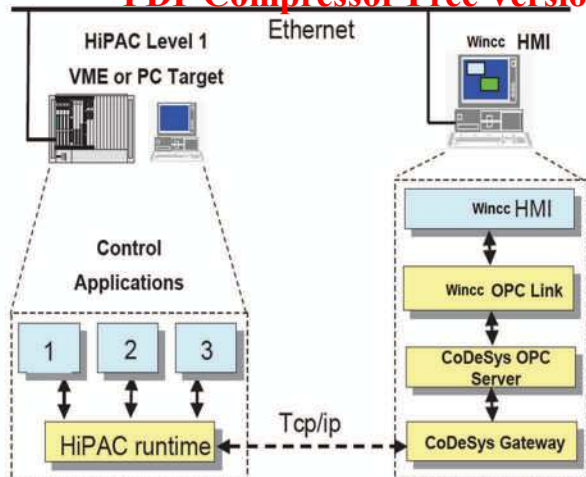 PDF Compressor Free Version
Ethernet
HiPAC Level 1
VME or PC Target
Wincc HMI
Control
Applications
1 2 3
HiPAC runtime
Tcp/ip
Wincc HMI
Wincc OPC Link
CoDeSys OPC
Server
CoDeSys Gateway